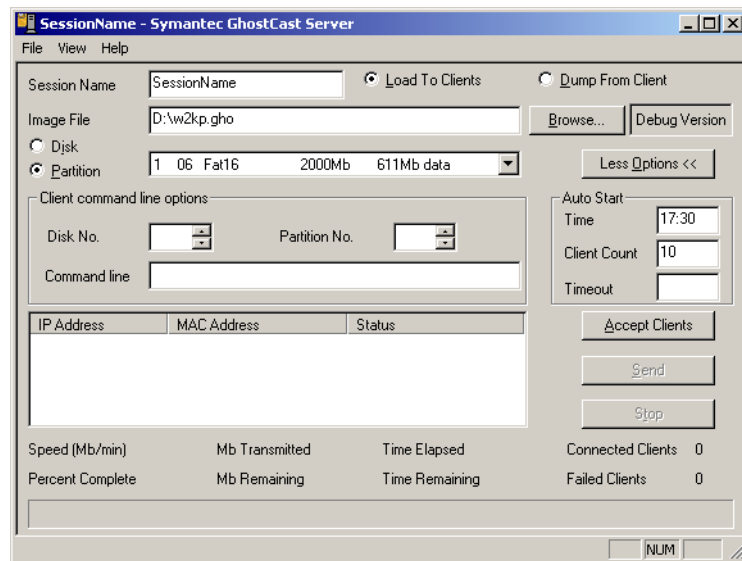 SessionName - Symantec GhostCast Server
File View Help
Session Name SessionName Load To Clients Dump From Client
Image File D:\w2kp.gho Browse... Debug Version
Disk
Partition 1 06 Fat16 2000Mb 611Mb data Less Options <<
Client command line options Auto Start
Time 17:30
Disk No. Partition No. Client Count 10
Command line Timeout
IP Address MAC Address Status Accept Clients
Send
Stop
Speed (Mb/min) Mb Transmitted Time Elapsed Connected Clients 0
Percent Complete Mb Remaining Time Remaining Failed Clients 0
NUM